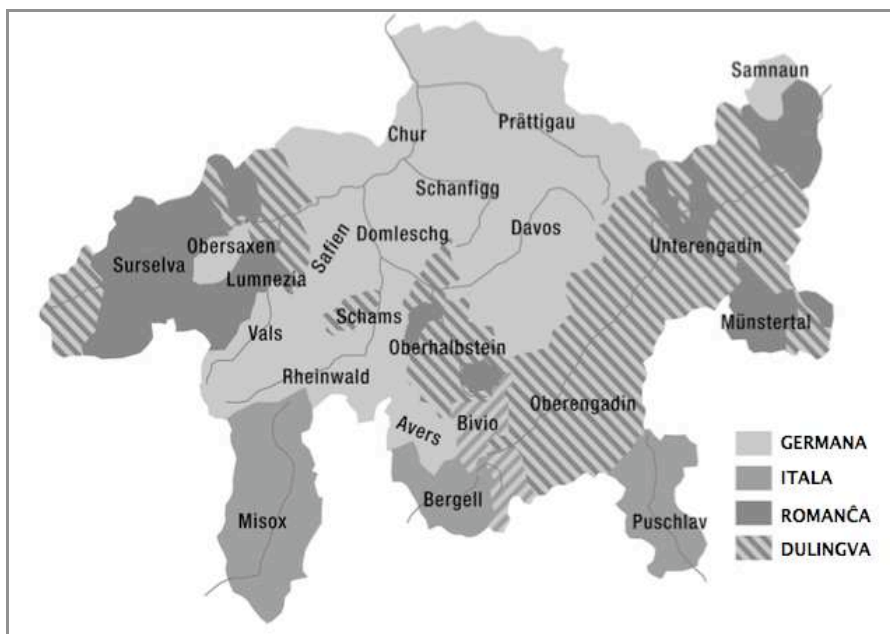 Samnaun
Prättigau
Chur
Schanfigg
Davos
Domleschg
Safien
Obersaxen
Unterengadin
Surselva
Lumnezia
Schams
Münstertal
Vals
Oberhalbstein
Rheinwald
Oberengadin
Avers
Bivio
GERMANA
ITALA
Bergell
Misox
Puschlav
ROMANĈA
DULINGVA